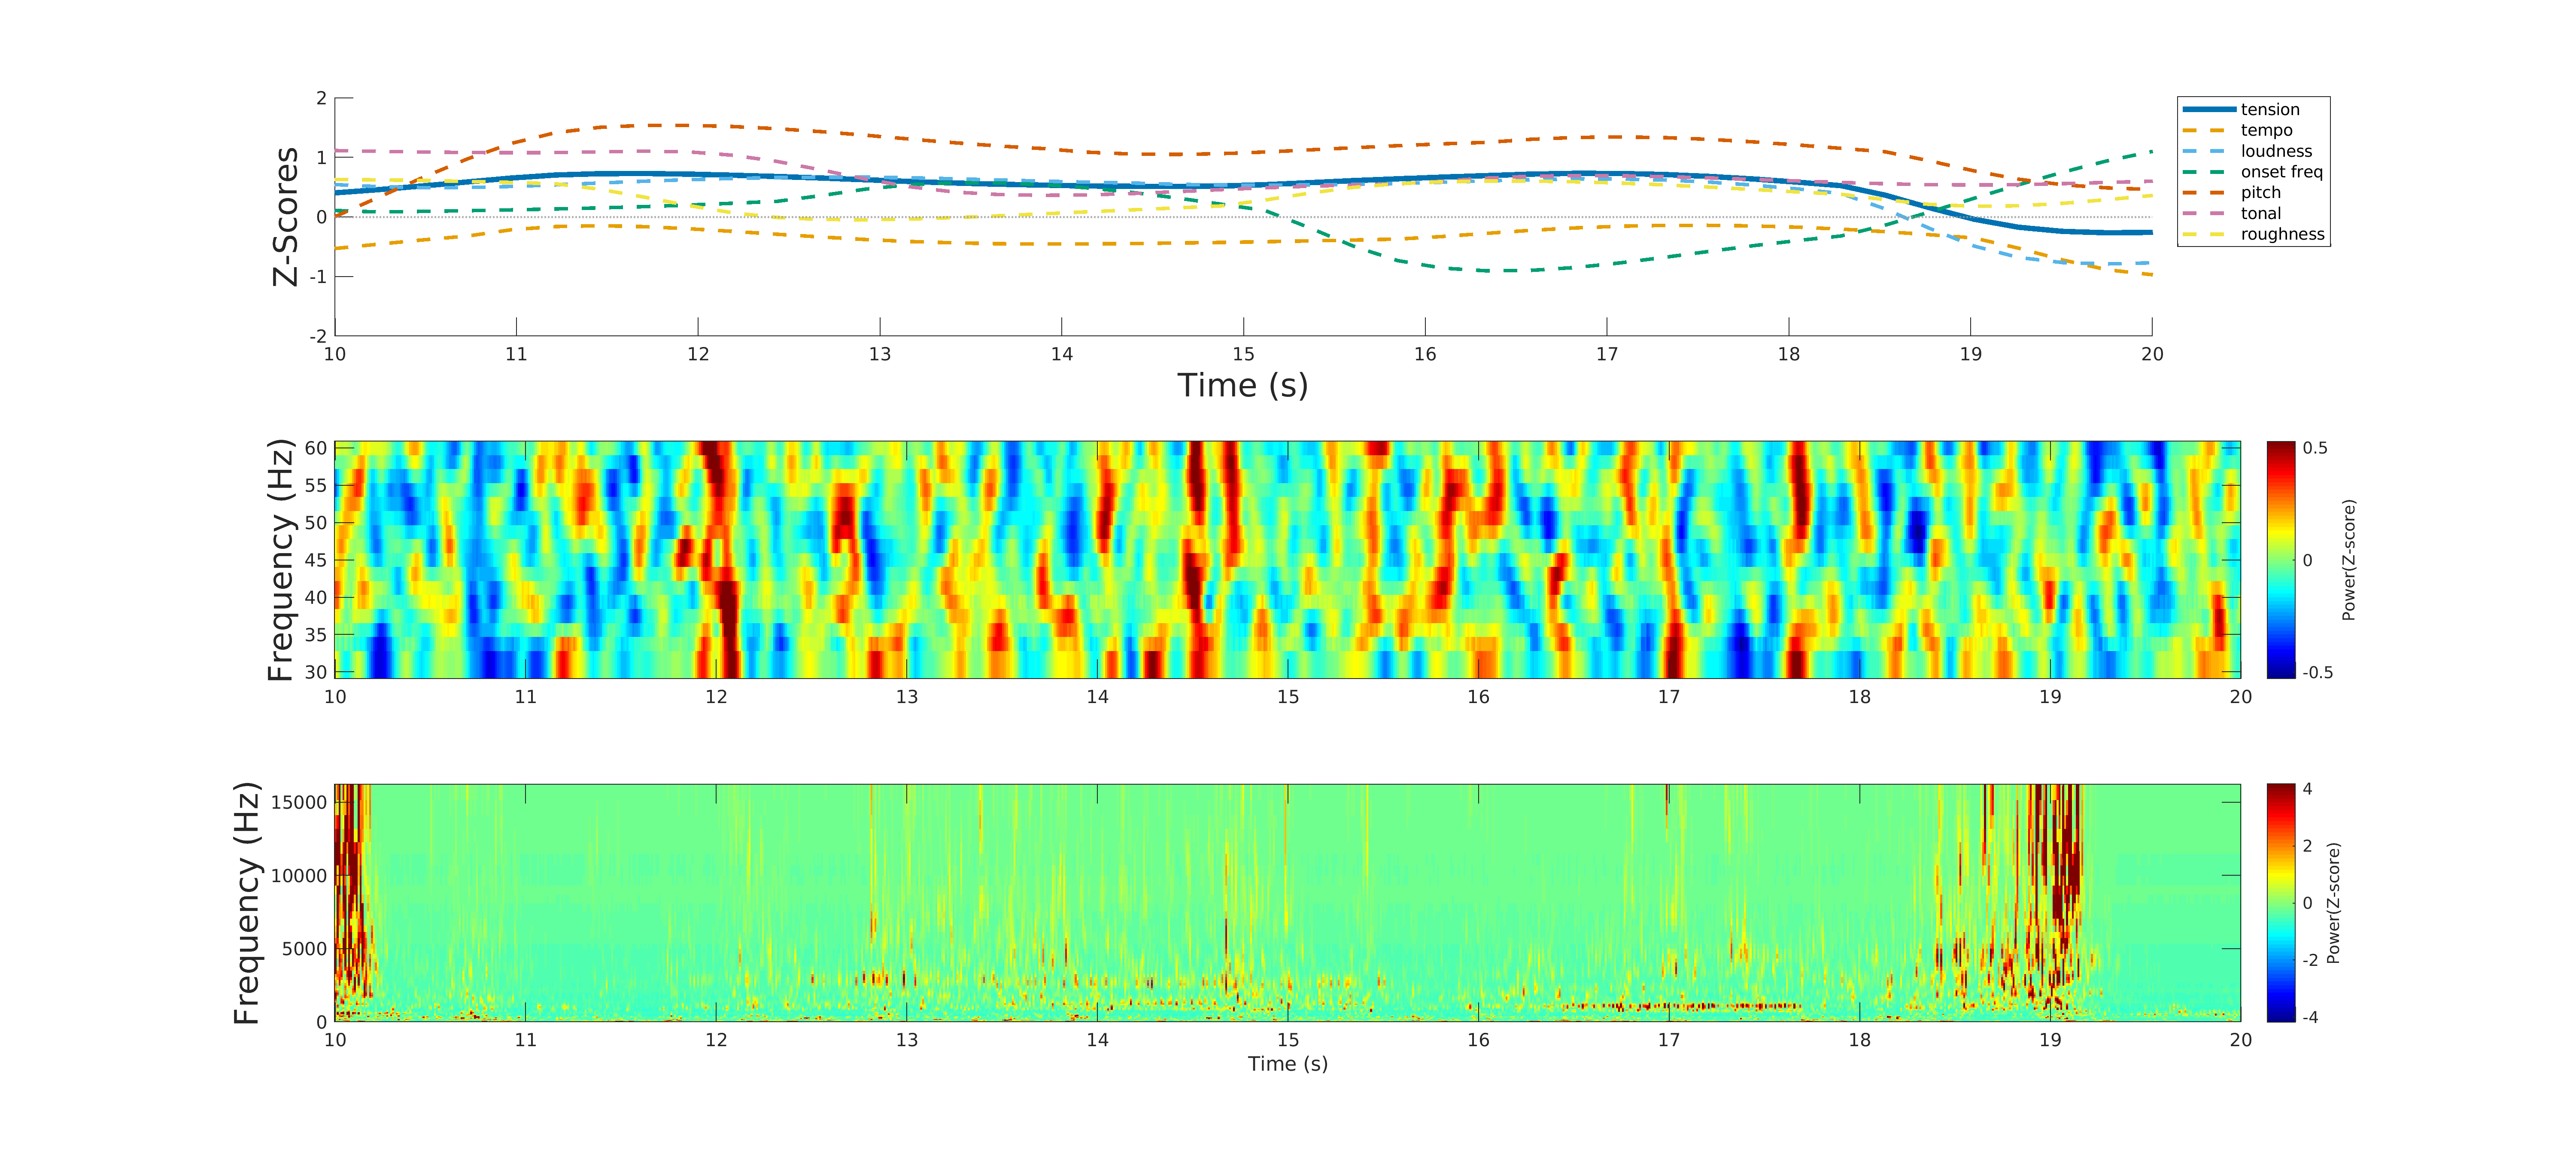 Z-Scores
2
1
0
-1
-2
10 11 12 13 14 15 16 17 18 19 20
Time (s)
tension
tempo
loudness
onset freq
pitch
tonal
roughness
Frequency (Hz)
60
55
50
45
40
35
30
10 11 12 13 14 15 16 17 18 19 20
0.5
0
-0.5
Power(Z-score)
Frequency (Hz)
15000
10000
5000
0
10 11 12 13 14 15 16 17 18 19 20
Time (s)
4
2
0
-2
-4
Power(Z-score)